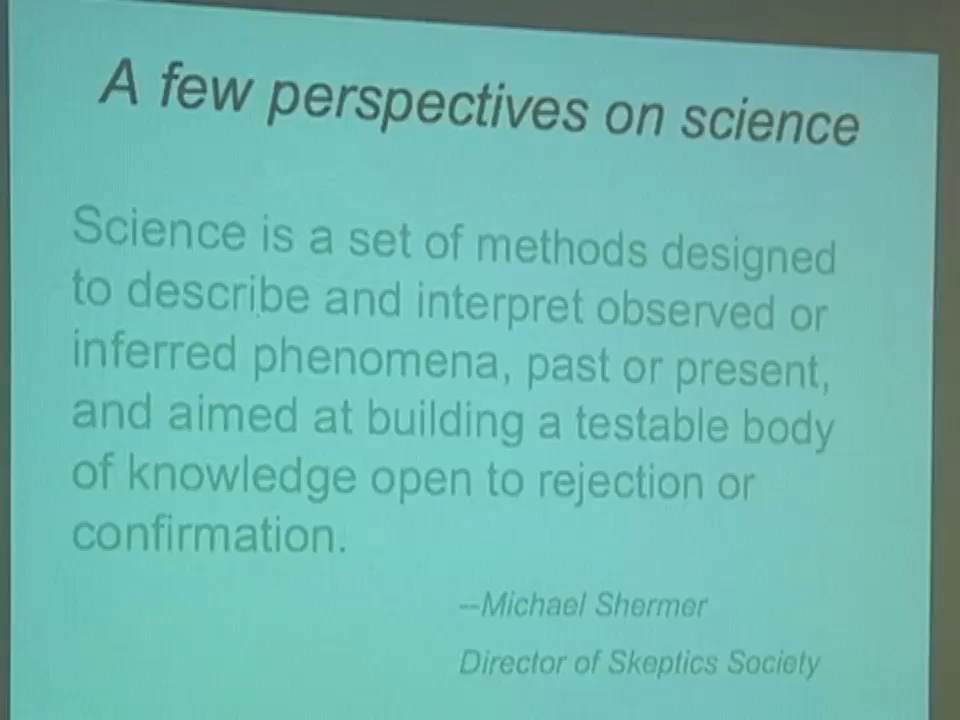 A few perspectives on science
Science is a set of methods designed
to describe and interpret observed or
inferred phenomena, past or present,
and aimed at building a testable body
of knowledge open to rejection or
confirmation.
--Michael Shermer
Director of Skeptics Society